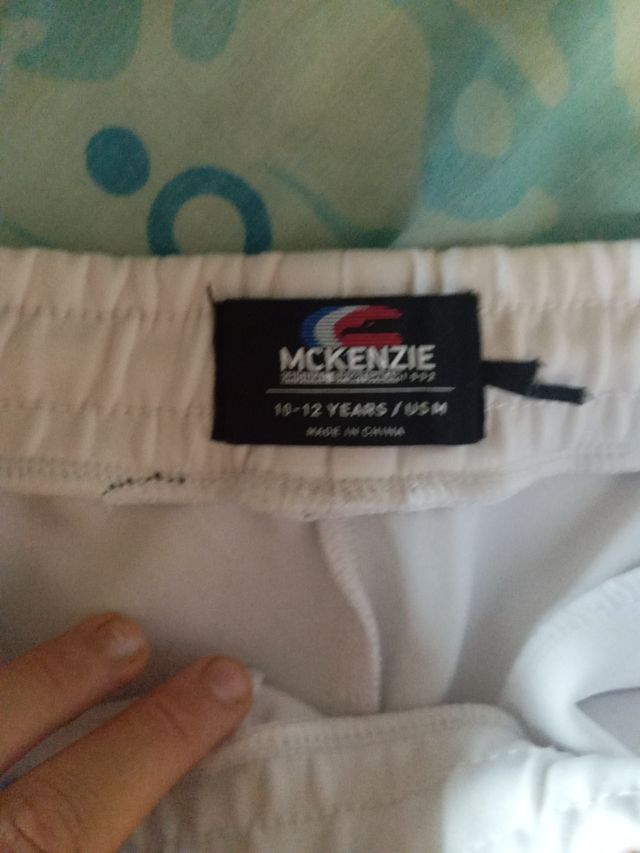 MCKENZIE
10-12 YEARS / US M
MADE IN CHINA